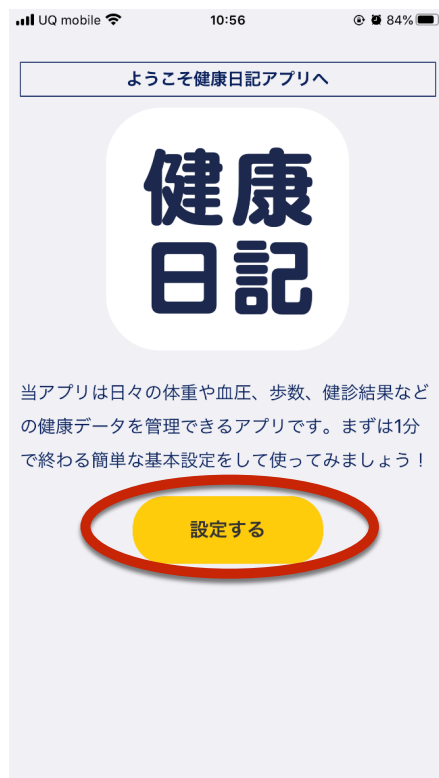 UQ mobile 10:56 84%
ようこそ健康日記アプリへ
健康
日記
当アプリは日々の体重や血圧、歩数、健診結果など
の健康データを管理できるアプリです。まずは1分
で終わる簡単な基本設定をして使ってみましょう！
設定する